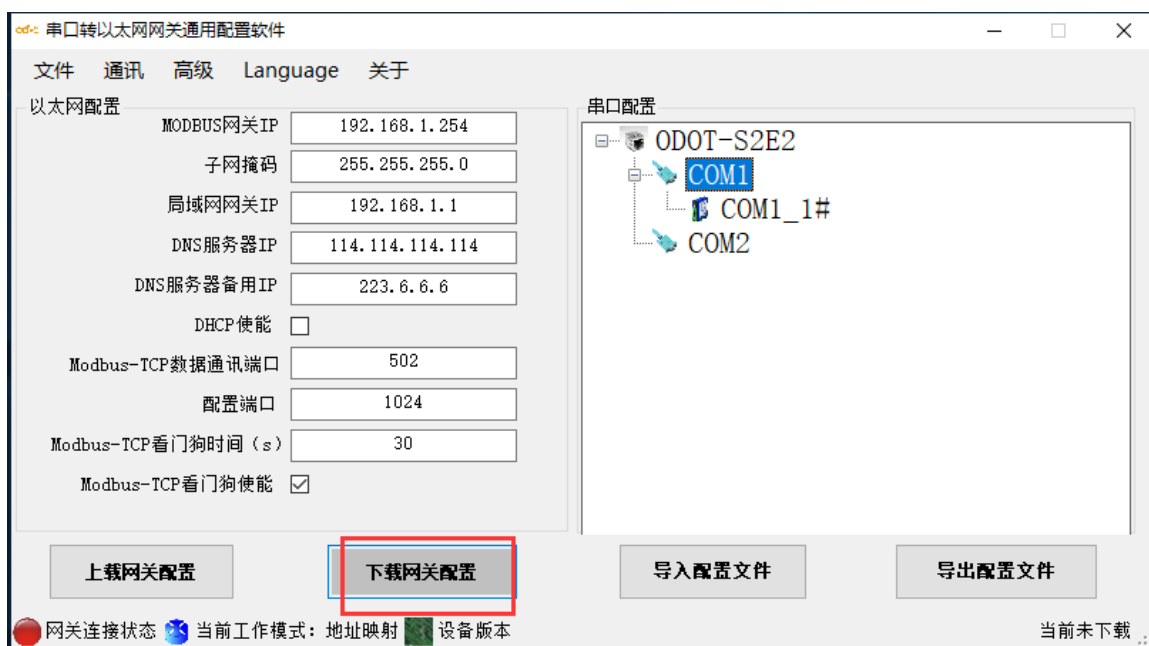 串口转以太网网关通用配置软件
文件 通讯 高级 Language 关于
以太网配置
MODBUS网关IP 192.168.1.254
子网掩码 255.255.255.0
局域网网关IP 192.168.1.1
DNS服务器IP 114.114.114.114
DNS服务器备用IP 223.6.6.6
DHCP使能
Modbus-TCP数据通讯端口 502
配置端口 1024
Modbus-TCP看门狗时间(s) 30
Modbus-TCP看门狗使能
串口配置
ODOT-S2E2
COM1
COM1_1#
COM2
上载网关配置 下载网关配置 导入配置文件 导出配置文件
网关连接状态 当前工作模式：地址映射 设备版本 当前未下载